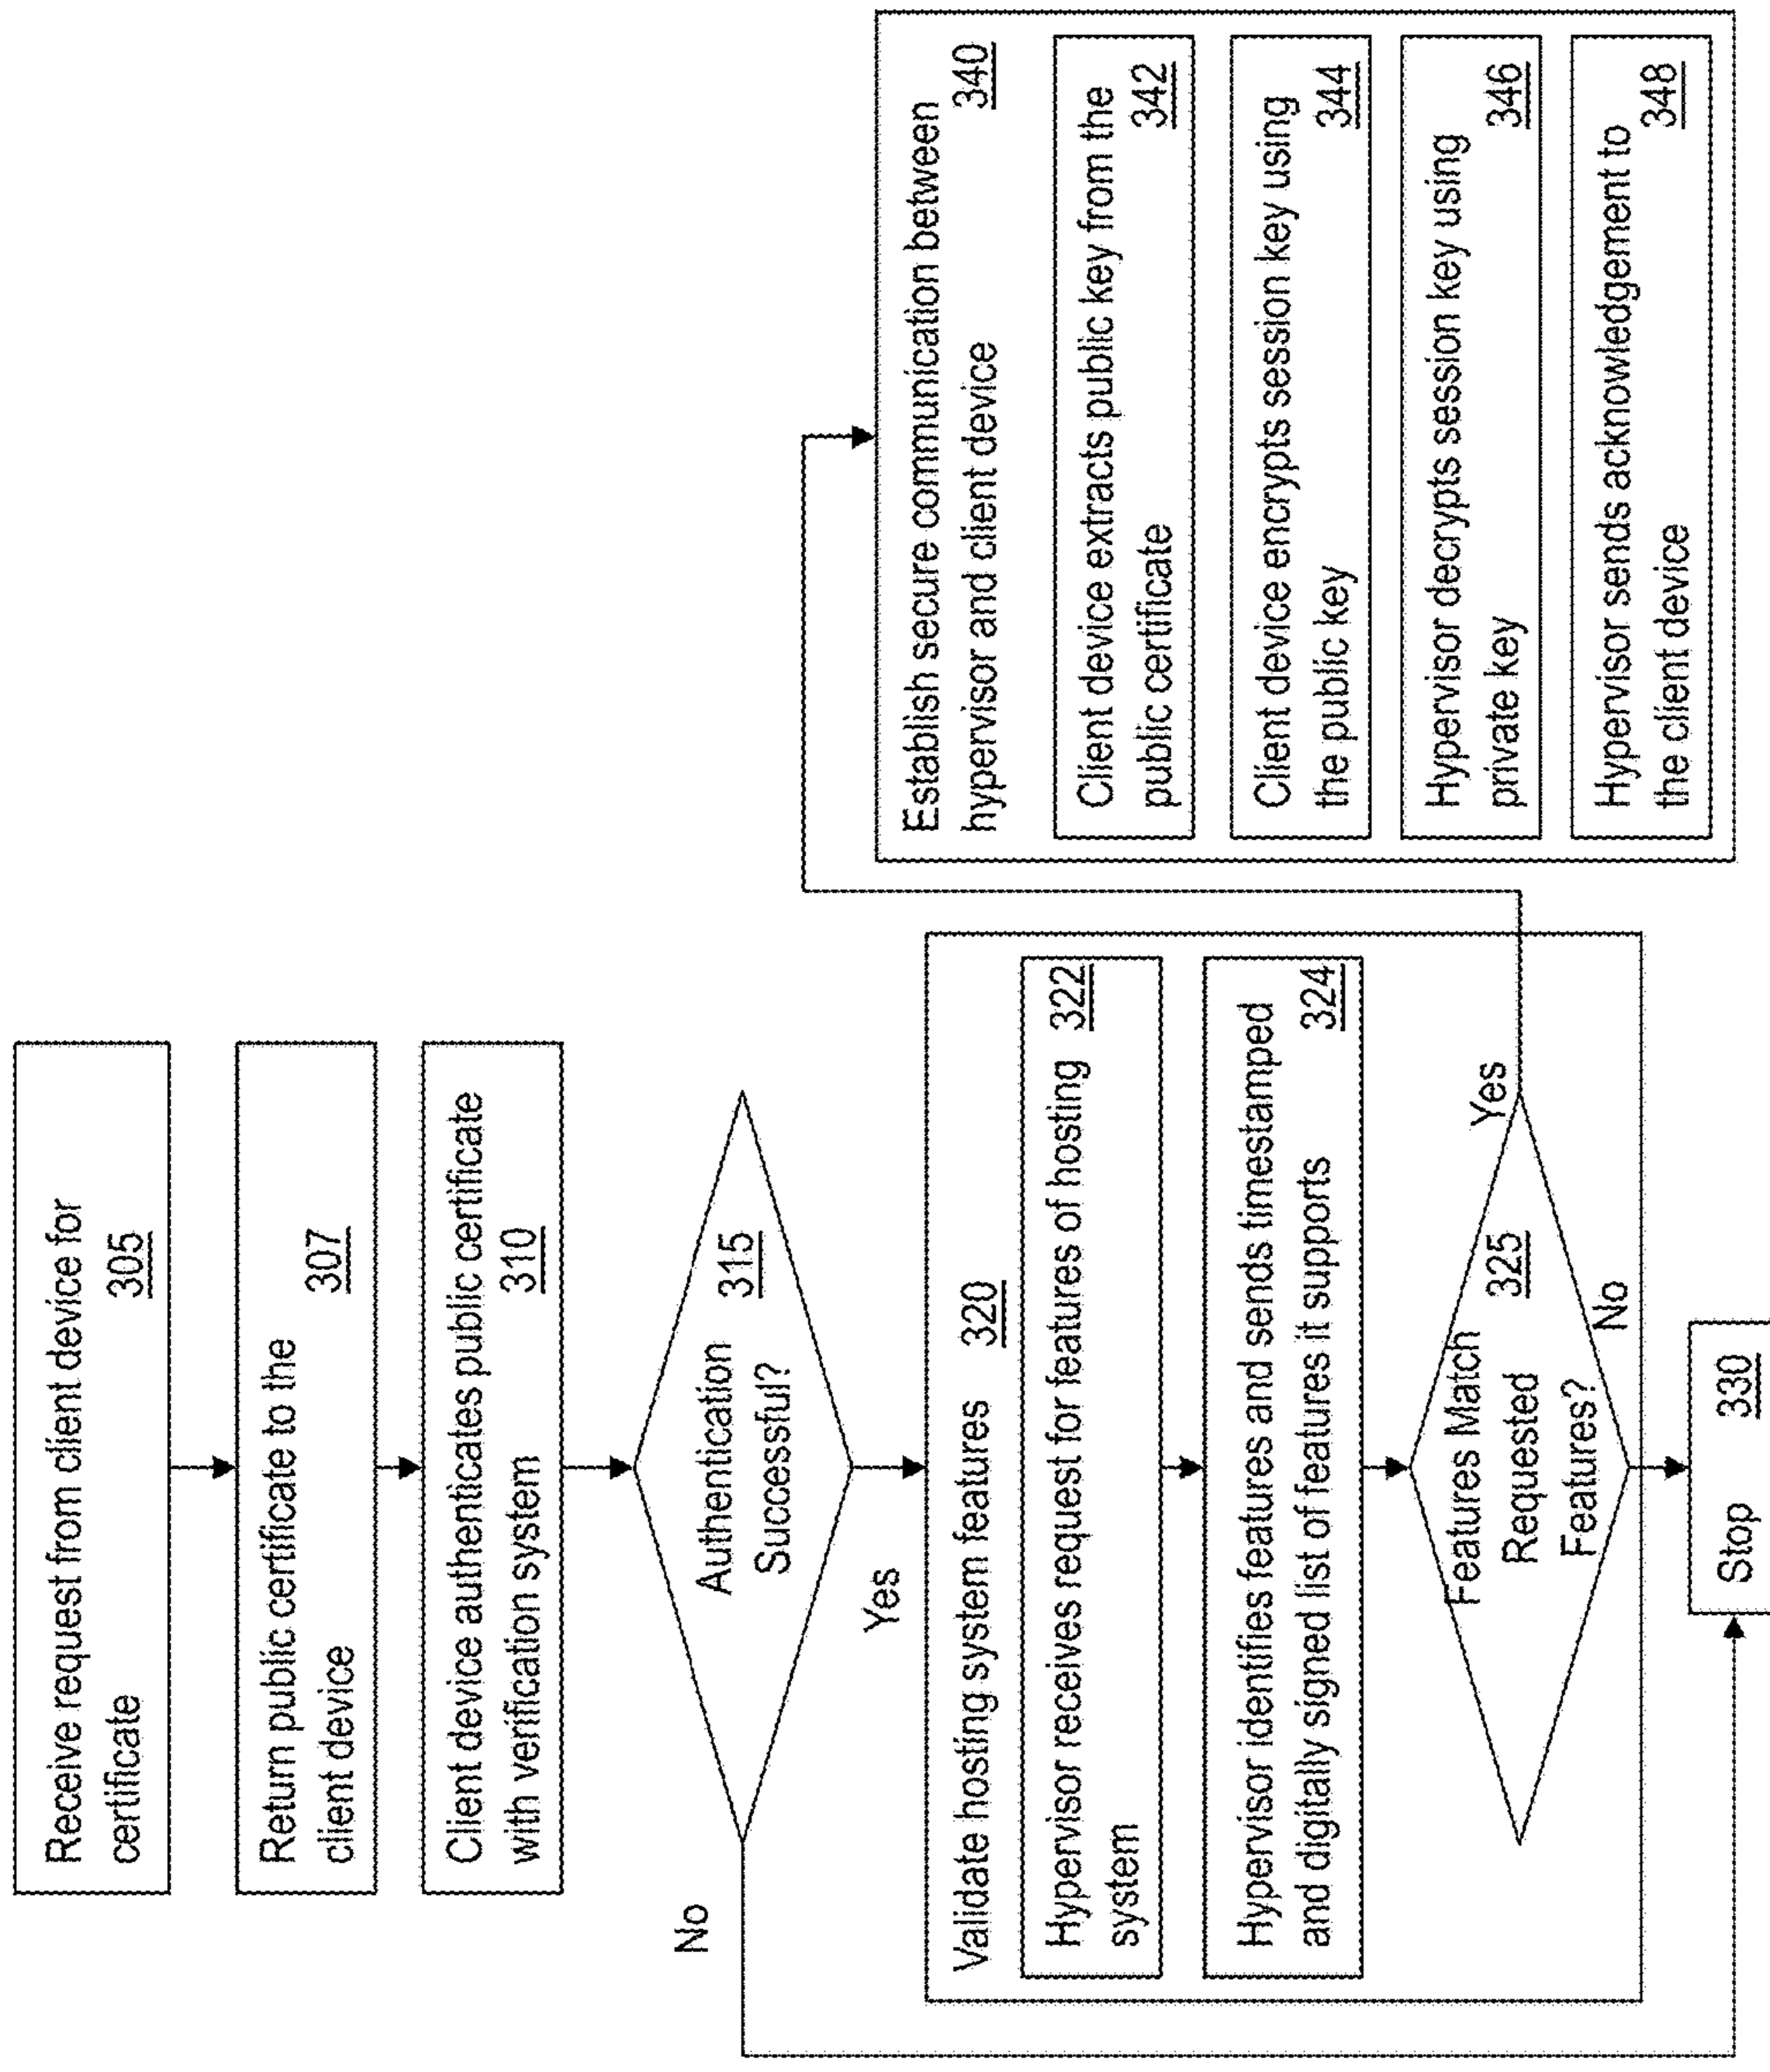 Receive request from client device for
certificate 305
Return public certificate to the
client device 307
Client device authenticates public certificate
with verification system 310
Authentication 315
Successful?
No
Yes
Validate hosting system features 320
Hypervisor receives request for features of hosting
system 322
Hypervisor identifies features and sends timestamped
and digitally signed list of features it supports 324
Features Match 325
Requested
Features?
Yes
No
Stop 330
Establish secure communication between
hypervisor and client device 340
Client device extracts public key from the
public certificate 342
Client device encrypts session key using
the public key 344
Hypervisor decrypts session key using
private key 346
Hypervisor sends acknowledgement to
the client device 348